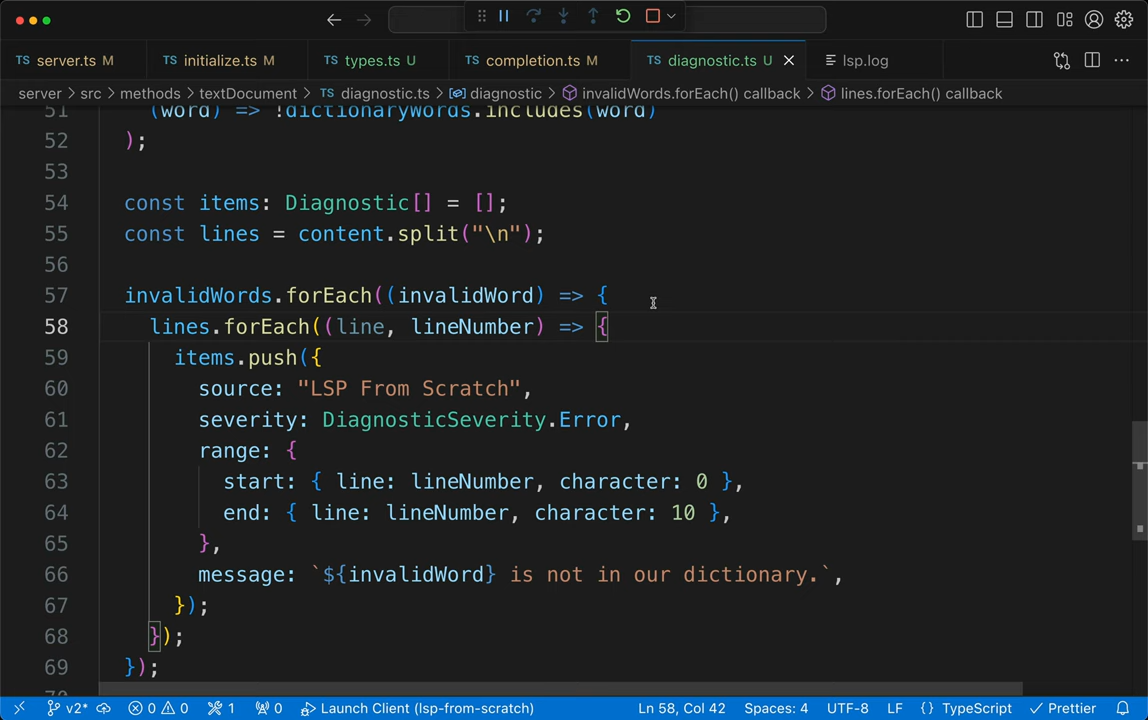 TS server.ts M TS initialize.ts M TS types.ts U TS completion.ts M TS diagnostic.ts U lsp.log
server > src > methods > textDocument > TS diagnostic.ts > diagnostic > invalidWords.forEach() callback > lines.forEach() callback
51 (word) => !dictionaryWords.includes(word)
52 );
53
54 const items: Diagnostic[] = [];
55 const lines = content.split("\n");
56
57 invalidWords.forEach((invalidWord) => {
58 lines.forEach((line, lineNumber) => {
59 items.push({
60 source: "LSP From Scratch",
61 severity: DiagnosticSeverity.Error,
62 range: {
63 start: { line: lineNumber, character: 0 },
64 end: { line: lineNumber, character: 10 },
65 },
66 message: `${invalidWord} is not in our dictionary.`,
67 });
68 });
69 });
70
v2* 0 0 1 0 Launch Client (lsp-from-scratch) Ln 58, Col 42 Spaces: 4 UTF-8 LF {} TypeScript Prettier